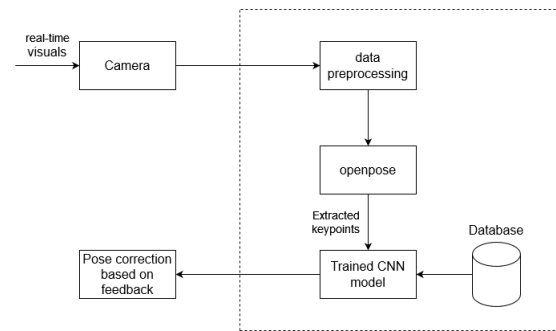 real-time
visuals
Camera
data
preprocessing
openpose
Extracted
keypoints
Database
Pose correction
based on
feedback
Trained CNN
model